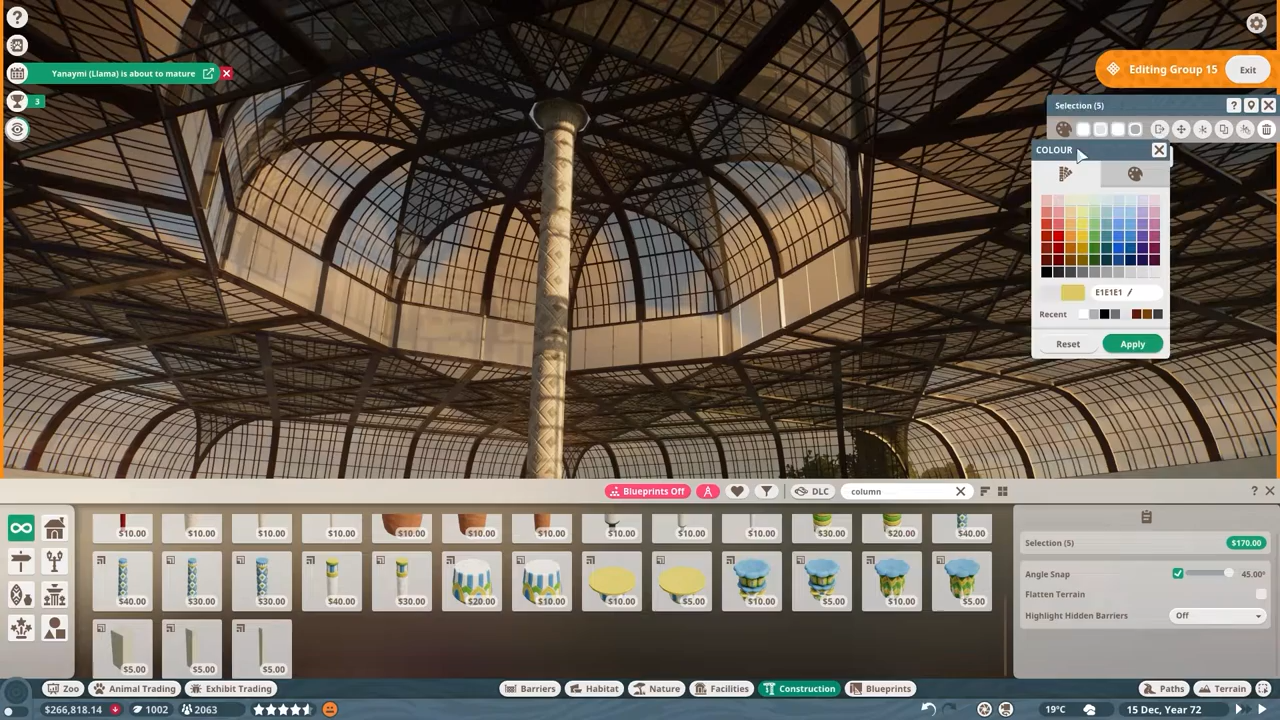 ?
Yanaymi (Llama) is about to mature
3
Editing Group 15
Exit
Selection (5)
?
COLOUR
E1E1E1
Recent
Reset
Apply
Blueprints Off
DLC
column
?
$10.00 $10.00 $10.00 $10.00 $10.00 $10.00 $10.00 $10.00 $10.00 $10.00 $30.00 $20.00 $40.00
$40.00 $30.00 $30.00 $40.00 $30.00 $20.00 $10.00 $10.00 $5.00 $10.00 $5.00 $10.00 $5.00
$5.00 $5.00 $5.00
Selection (5)
$170.00
Angle Snap
45.00°
Flatten Terrain
Highlight Hidden Barriers
Off
Zoo
Animal Trading
Exhibit Trading
Barriers
Habitat
Nature
Facilities
Construction
Blueprints
Paths
Terrain
$266,818.14
1002
2063
19°C
15 Dec, Year 72